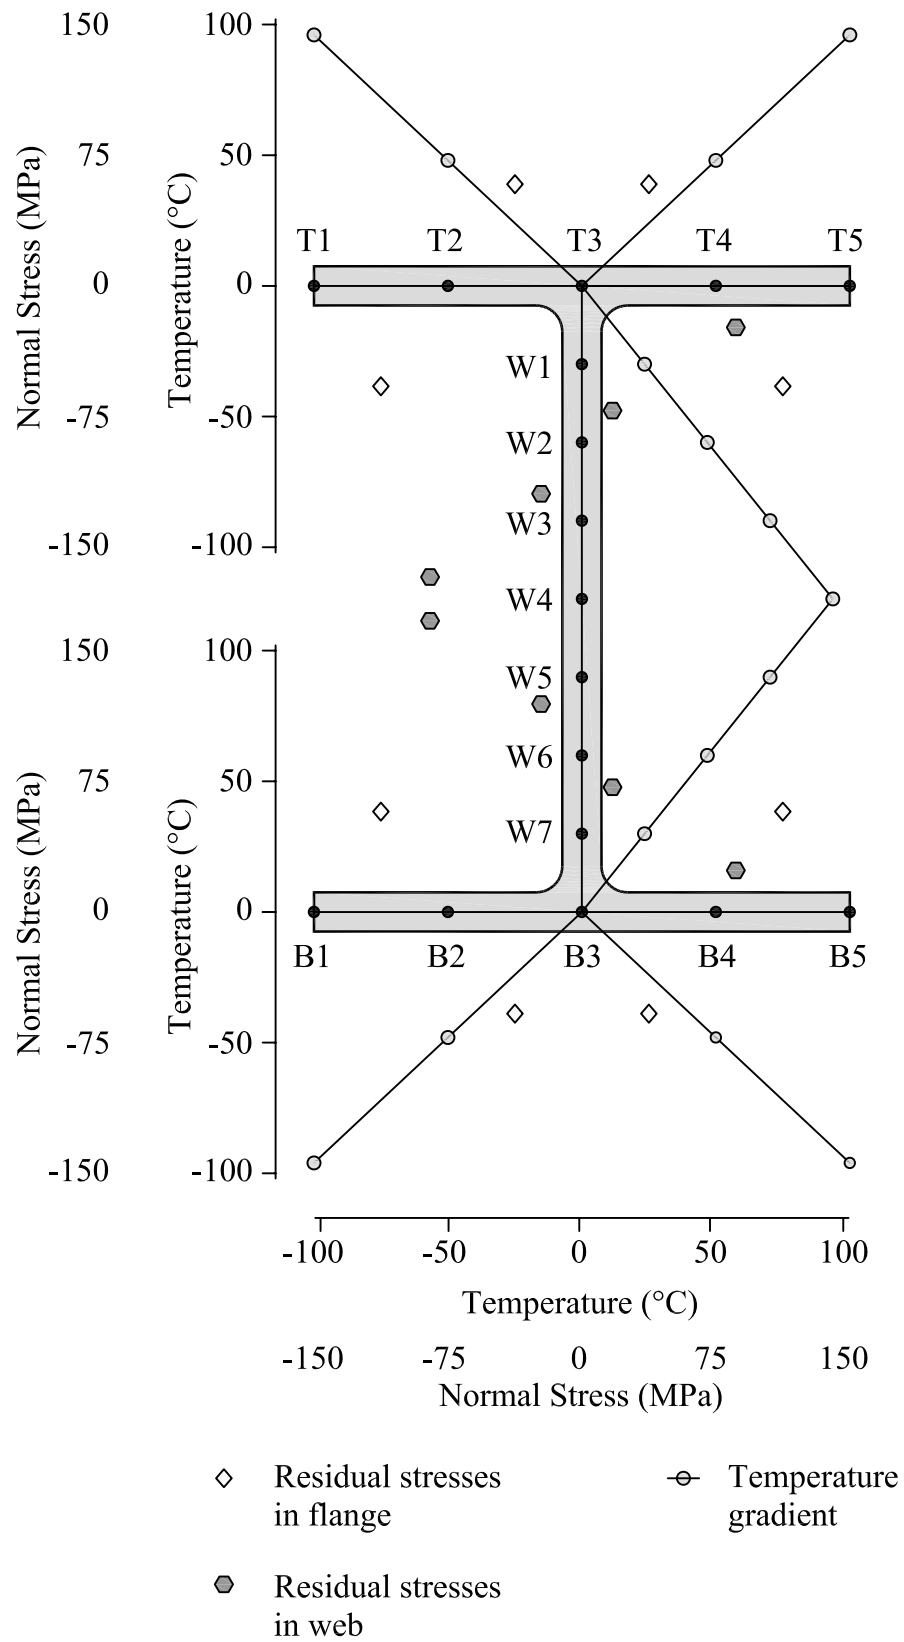 150
100
75
50
T1
T2
T3
T4
T5
0
0
Normal Stress (MPa)
Temperature (°C)
W1
-75
-50
W2
W3
-150
-100
W4
150
100
W5
75
50
W6
W7
0
0
Normal Stress (MPa)
Temperature (°C)
B1
B2
B3
B4
B5
-75
-50
-150
-100
-100
-50
0
50
100
Temperature (°C)
-150
-75
0
75
150
Normal Stress (MPa)
Residual stresses
in flange
Temperature
gradient
Residual stresses
in web